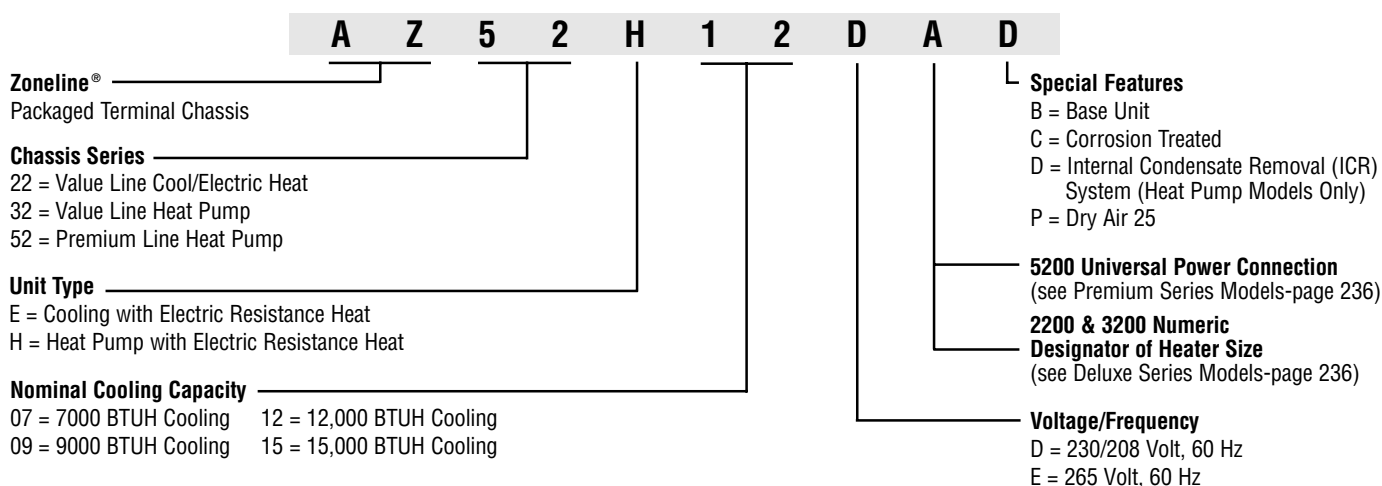 A Z 5 2 H 1 2 D A D
Zoneline®
Packaged Terminal Chassis
Chassis Series
22 = Value Line Cool/Electric Heat
32 = Value Line Heat Pump
52 = Premium Line Heat Pump
Unit Type
E = Cooling with Electric Resistance Heat
H = Heat Pump with Electric Resistance Heat
Nominal Cooling Capacity
07 = 7000 BTUH Cooling 12 = 12,000 BTUH Cooling
09 = 9000 BTUH Cooling 15 = 15,000 BTUH Cooling
Special Features
B = Base Unit
C = Corrosion Treated
D = Internal Condensate Removal (ICR)
System (Heat Pump Models Only)
P = Dry Air 25
5200 Universal Power Connection
(see Premium Series Models-page 236)
2200 & 3200 Numeric
Designator of Heater Size
(see Deluxe Series Models-page 236)
Voltage/Frequency
D = 230/208 Volt, 60 Hz
E = 265 Volt, 60 Hz